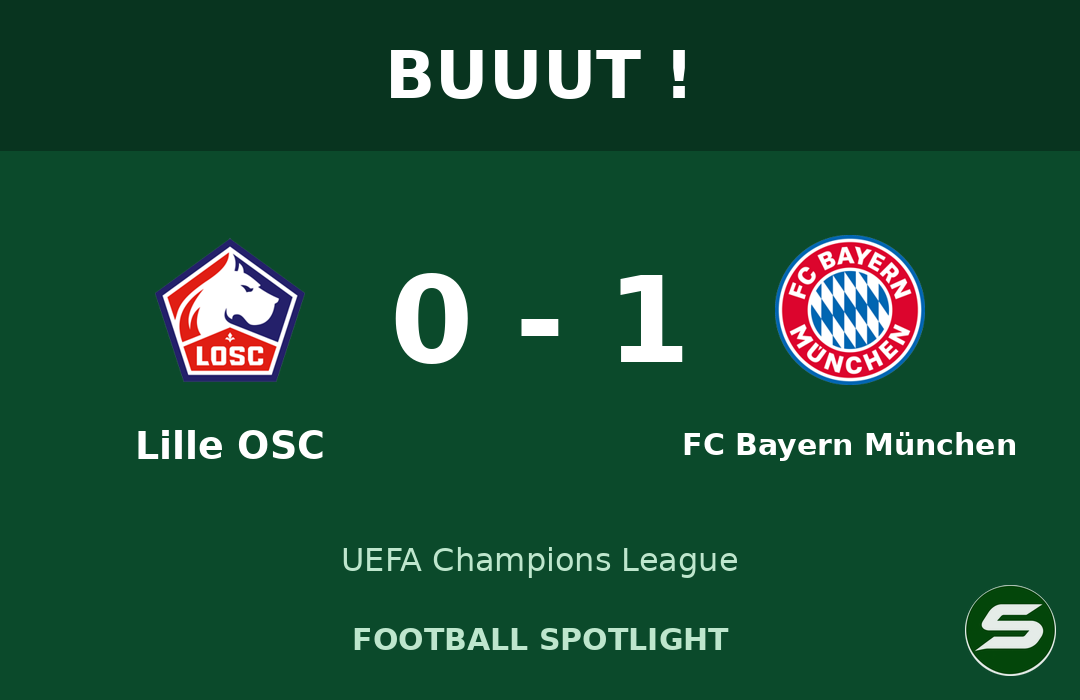 BUUUT !
LOSC
0 - 1
FC BAYERN
MÜNCHEN
Lille OSC
FC Bayern München
UEFA Champions League
FOOTBALL SPOTLIGHT
S